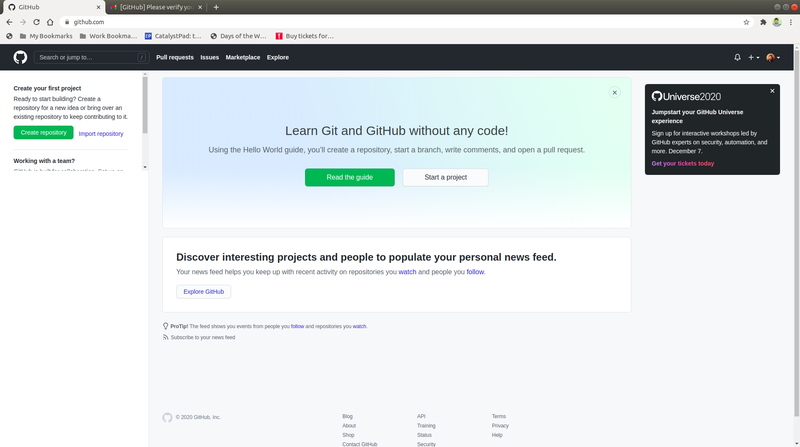 GitHub
[GitHub] Please verify yo
github.com
My Bookmarks
Work Bookma...
CatalystPad: t...
Days of the W...
Buy tickets for...
Search or jump to...
/
Pull requests
Issues
Marketplace
Explore
Create your first project
Ready to start building? Create a
repository for a new idea or bring over an
existing repository to keep contributing to it.
Create repository
Import repository
Working with a team?
Learn Git and GitHub without any code!
Using the Hello World guide, you'll create a repository, start a branch, write comments, and open a pull request.
Read the guide
Start a project
Discover interesting projects and people to populate your personal news feed.
Your news feed helps you keep up with recent activity on repositories you watch and people you follow.
Explore GitHub
ProTip! The feed shows you events from people you follow and repositories you watch.
Subscribe to your news feed
GitHub Universe2020
Jumpstart your GitHub Universe
experience
Sign up for interactive workshops led by
GitHub experts on security, automation, and
more. December 7.
Get your tickets today
© 2020 GitHub, Inc.
Blog
About
Shop
Contact GitHub
API
Training
Status
Security
Terms
Privacy
Help